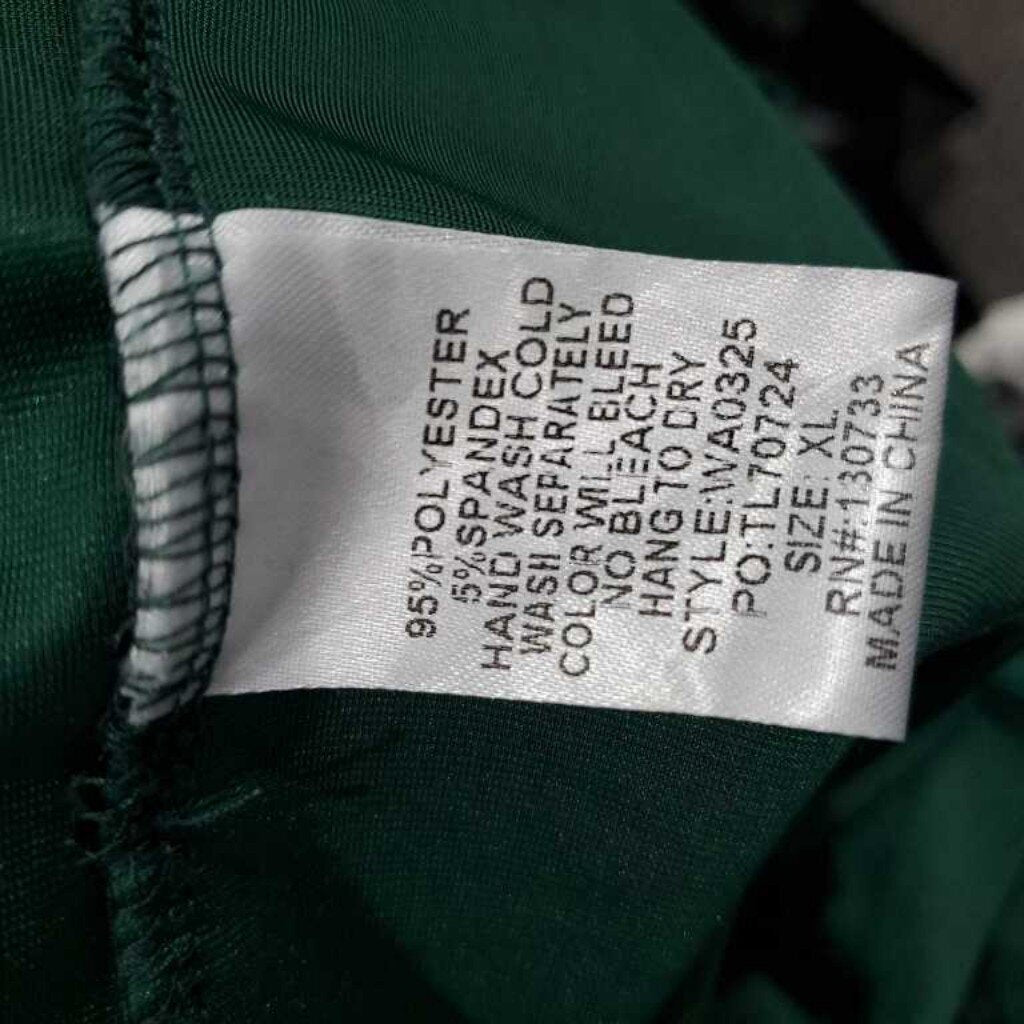 95%POLYESTER
5%SPANDEX
HAND WASH COLD
WASH SEPARATELY
COLOR WILL BLEED
NO BLEACH
HANG TO DRY
STYLE:WA0325
PO:TL70724
SIZE: XL
RN#:130733
MADE IN CHINA